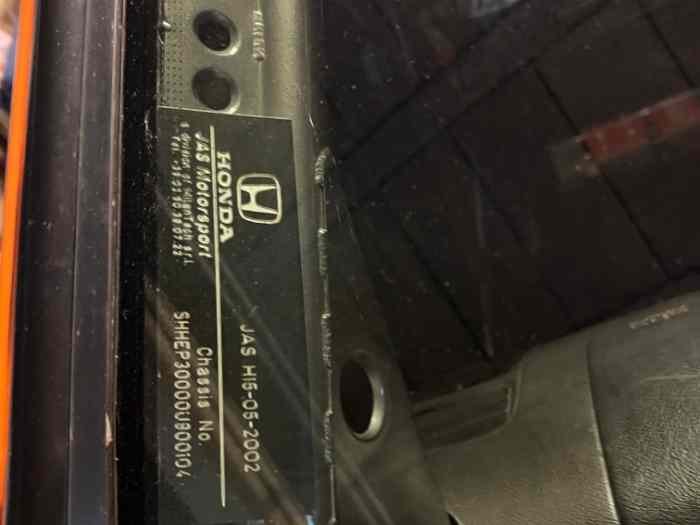 HONDA
JAS Motorsport
JAS H15-05-2002
Chassis No.
SHHEP30000U900104